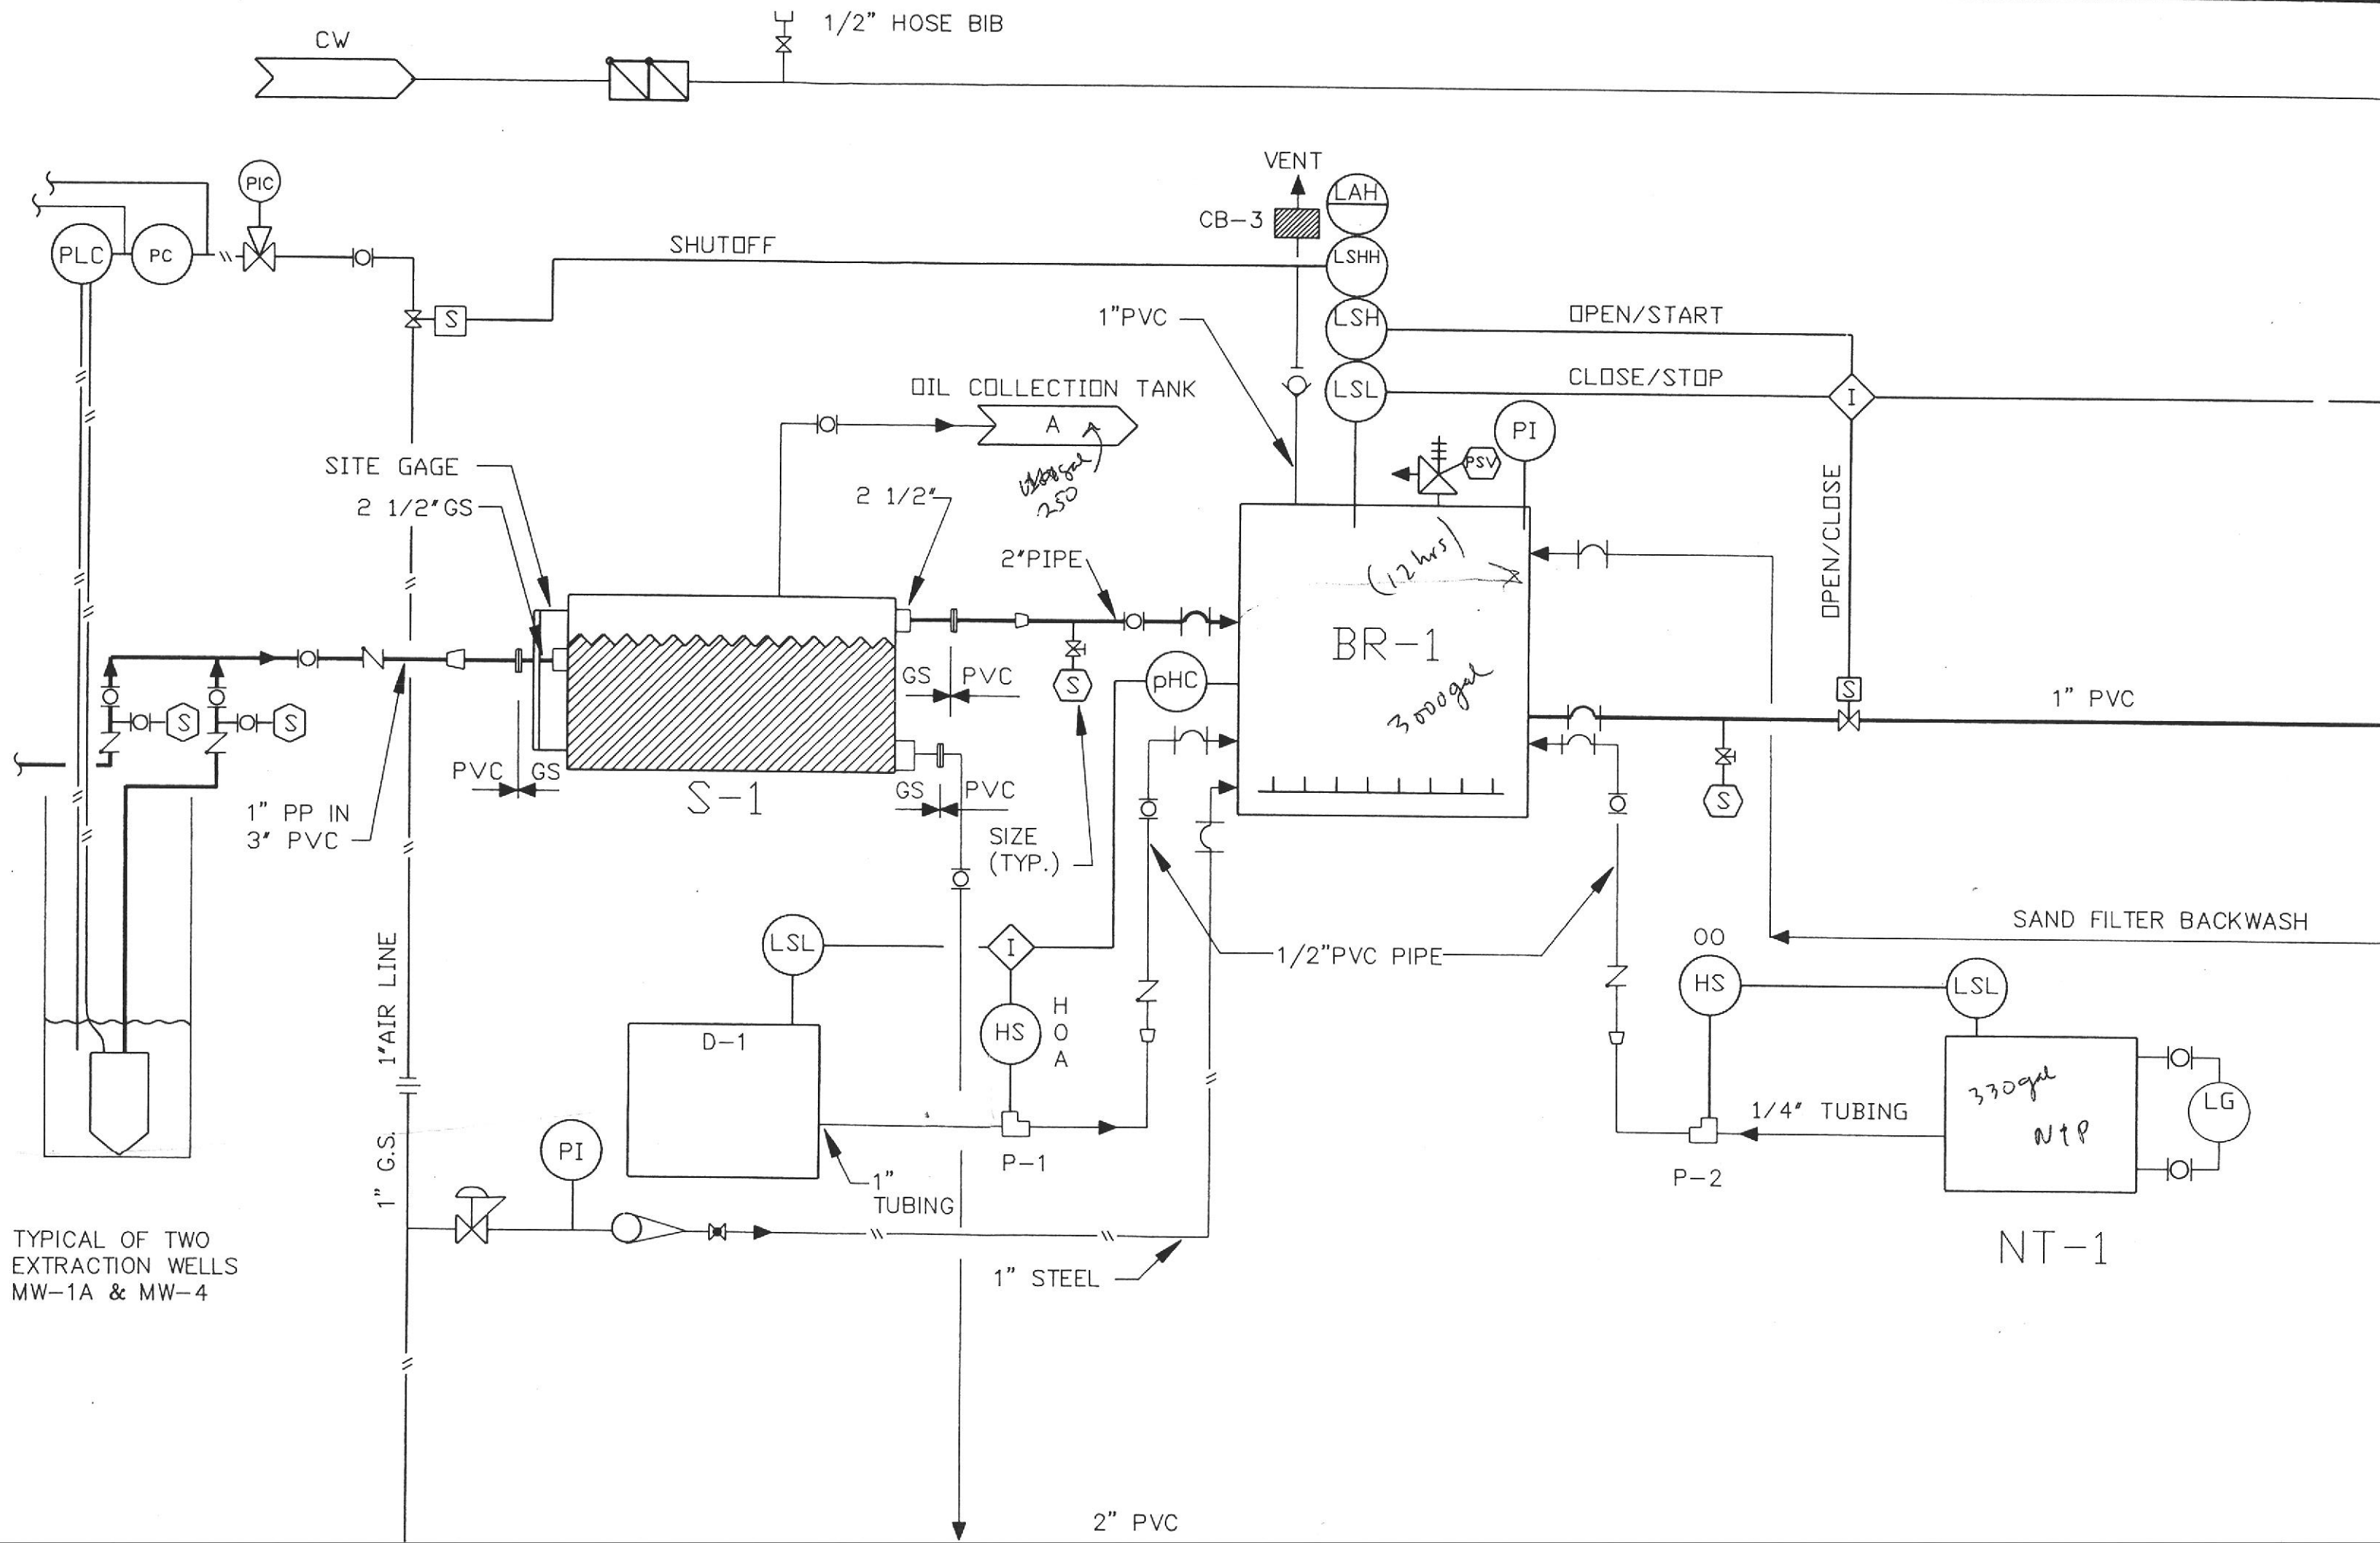 1/2" HOSE BIB
CW
VENT
PIC
LAH
CB-3
PLC
PC
SHUTOFF
LSHH
S
1"PVC
LSH
OPEN/START
LSL
CLOSE/STOP
I
OIL COLLECTION TANK
A
250
PI
PSV
SITE GAGE
2 1/2"GS
2 1/2"
OPEN/CLOSE
2"PIPE
(12 hrs)
BR-1
3000gal
GS
PVC
S
pHC
S
1" PVC
S
S
PVC
GS
S-1
GS
PVC
S
1" PP IN
3" PVC
SIZE
(TYP.)
1"AIR LINE
LSL
I
1/2"PVC PIPE
SAND FILTER BACKWASH
OO
HS
LSL
HS
H
O
A
D-1
330gal
N+P
LG
1/4" TUBING
P-1
P-2
1" G.S.
PI
1"
TUBING
1" STEEL
NT-1
TYPICAL OF TWO
EXTRACTION WELLS
MW-1A & MW-4
2" PVC